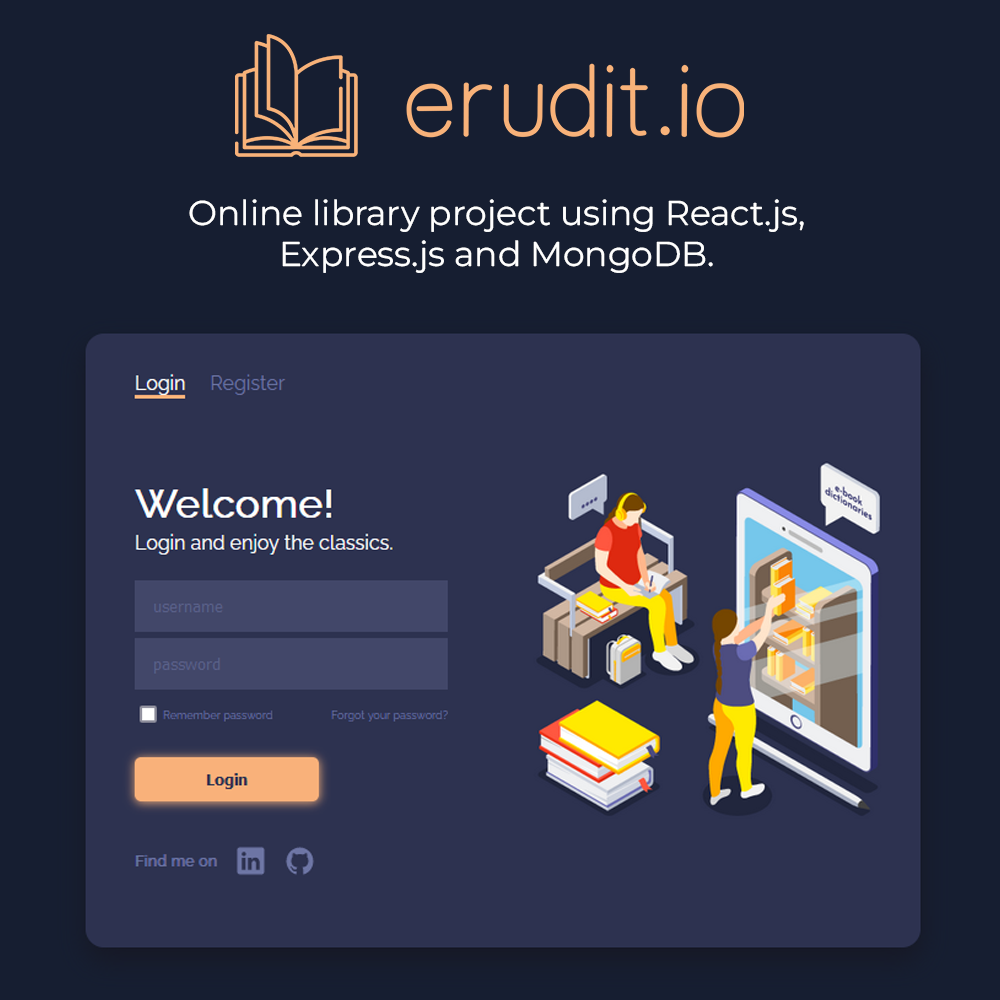 erudit.io
Online library project using React.js,
Express.js and MongoDB.
Login Register
Welcome!
Login and enjoy the classics.
username
password
Remember password Forgot your password?
Login
Find me on in
e-book
dictionaries